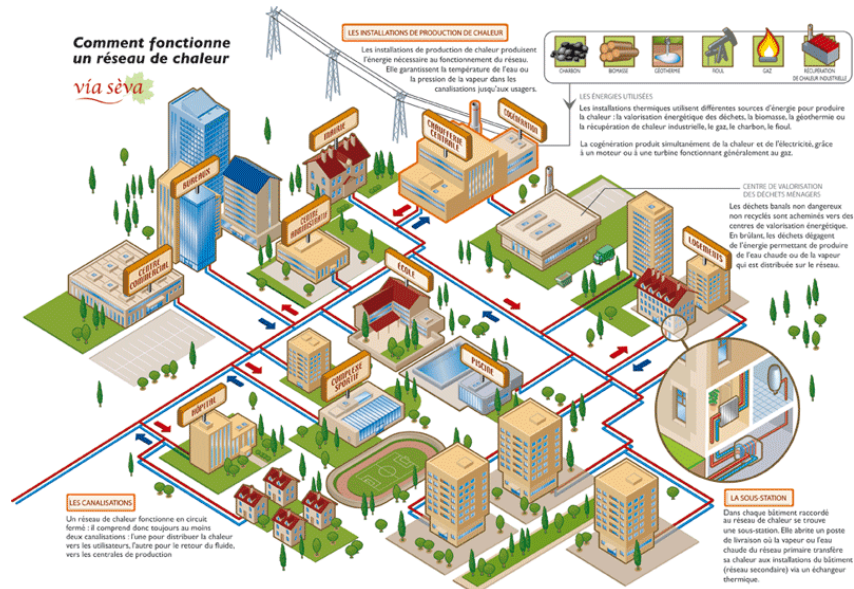 Comment fonctionne
un réseau de chaleur
vía sèva
LES INSTALLATIONS DE PRODUCTION DE CHALEUR
Les installations de production de chaleur produisent
l'énergie nécessaire au fonctionnement du réseau.
Elle garantissent la température de l'eau ou
la pression de la vapeur dans les
canalisations jusqu'aux usagers.
CHARBON
BIOMASSE
GÉOTHERMIE
FIOUL
GAZ
RÉCUPÉRATION
DE CHALEUR INDUSTRIELLE
LES ÉNERGIES UTILISÉES
Les installations thermiques utilisent différentes sources d'énergie pour produire
la chaleur : la valorisation énergétique des déchets, la biomasse, la géothermie ou
la récupération de chaleur industrielle, le gaz, le charbon, le fioul.
La cogénération produit simultanément de la chaleur et de l'électricité, grâce
à un moteur ou à une turbine fonctionnant généralement au gaz.
CENTRE DE VALORISATION
DES DÉCHETS MÉNAGERS
Les déchets banals non dangereux
non recyclés sont acheminés vers des
centres de valorisation énergétique.
En brûlant, les déchets dégagent
de l'énergie permettant de produire
de l'eau chaude ou de la vapeur
qui est distribuée sur le réseau.
MAIRIE
CHAUFFERIE
CENTRALE
COGÉNÉRATION
BUREAUX
CENTRE
ADMINISTRATIF
CENTRE
COMMERCIAL
ÉCOLE
LOGEMENTS
COMPLEXE
SPORTIF
PISCINE
HÔPITAL
LES CANALISATIONS
Un réseau de chaleur fonctionne en circuit
fermé : il comprend donc toujours au moins
deux canalisations : l'une pour distribuer la chaleur
vers les utilisateurs, l'autre pour le retour du fluide,
vers les centrales de production
LA SOUS-STATION
Dans chaque bâtiment raccordé
au réseau de chaleur se trouve
une sous-station. Elle abrite un poste
de livraison où la vapeur ou l'eau
chaude du réseau primaire transfère
sa chaleur aux installations du bâtiment
(réseau secondaire) via un échangeur
thermique.